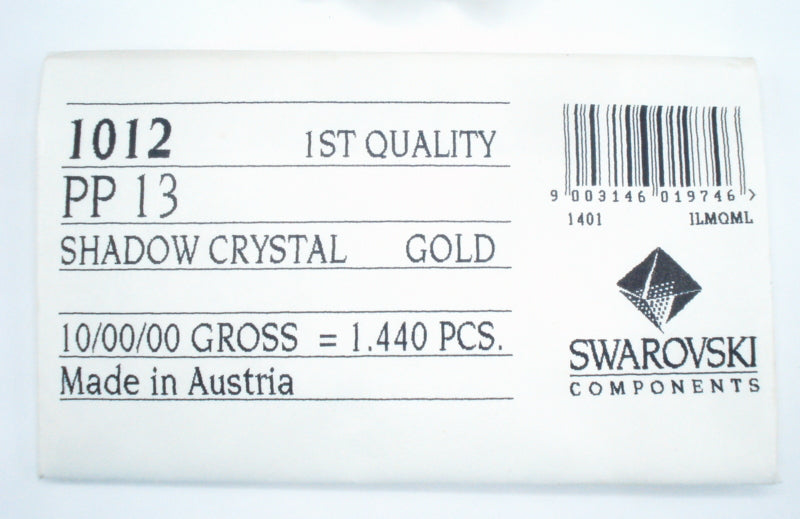 1012 1ST QUALITY
PP 13
SHADOW CRYSTAL GOLD
10/00/00 GROSS = 1.440 PCS.
Made in Austria
9 003146 019746 >
1401 1LMQML
SWAROVSKI
COMPONENTS